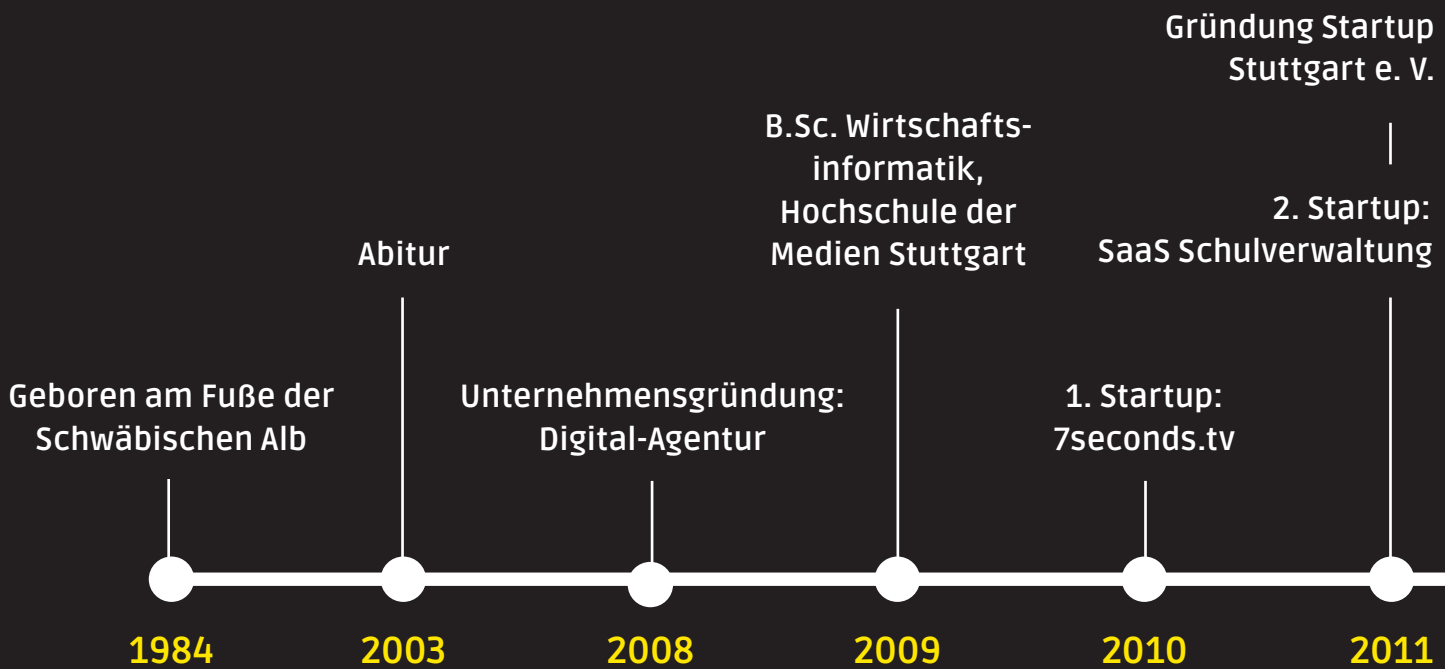 Geboren am Fuße der
Schwäbischen Alb
1984
Abitur
2003
Unternehmensgründung:
Digital-Agentur
2008
B.Sc. Wirtschafts-
informatik,
Hochschule der
Medien Stuttgart
2009
1. Startup:
7seconds.tv
2010
Gründung Startup
Stuttgart e. V.
2. Startup:
SaaS Schulverwaltung
2011